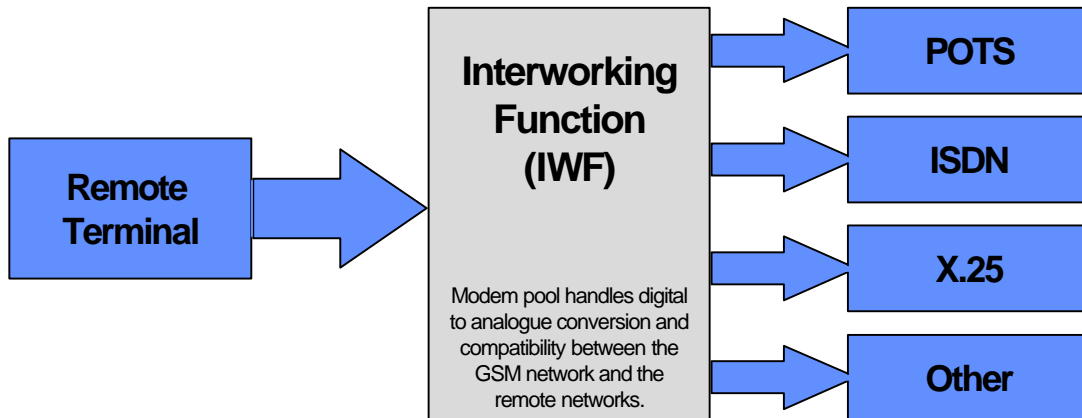 Remote
Terminal
Interworking
Function
(IWF)
Modem pool handles digital
to analogue conversion and
compatibility between the
GSM network and the
remote networks.
POTS
ISDN
X.25
Other